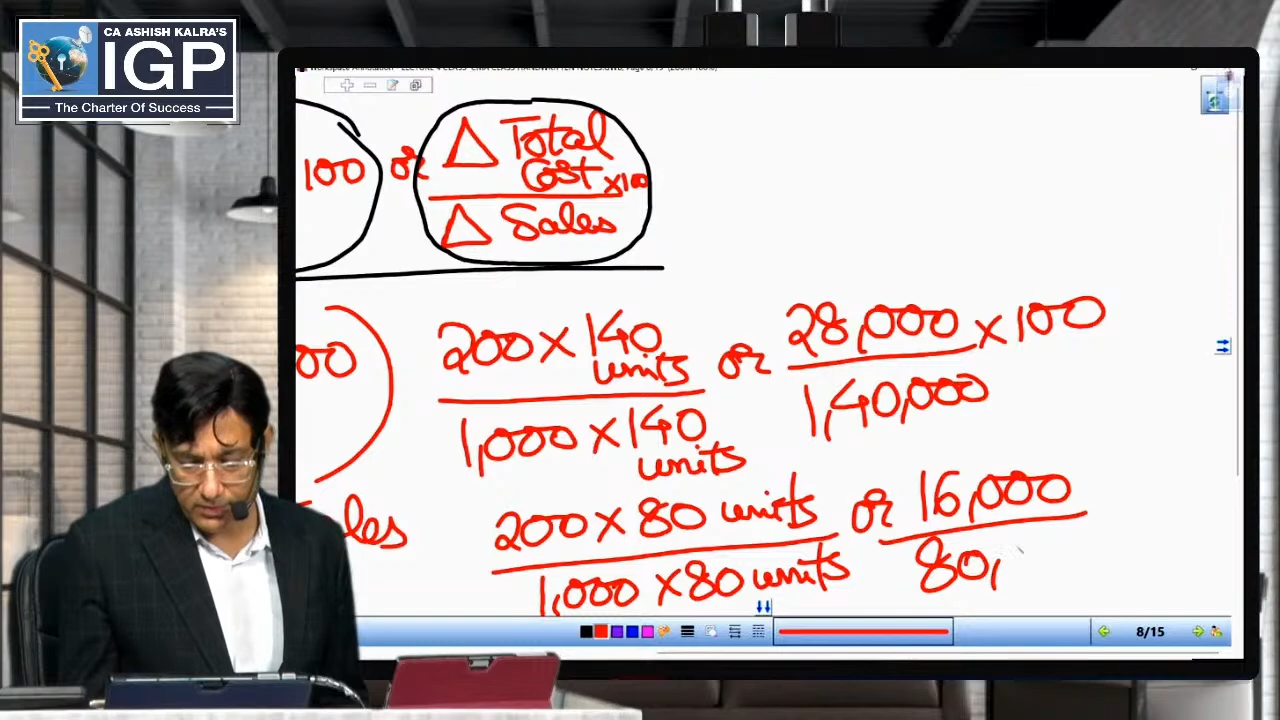 CA ASHISH KALRA'S
IGP
The Charter Of Success
100 or Δ Total Cost ×100
Δ Sales
00) 200 × 140 units or 28,000 × 100
1,000 × 140 units 1,40,000
les 200 × 80 units or 16,000
1,000 × 80 units 80,
8/15